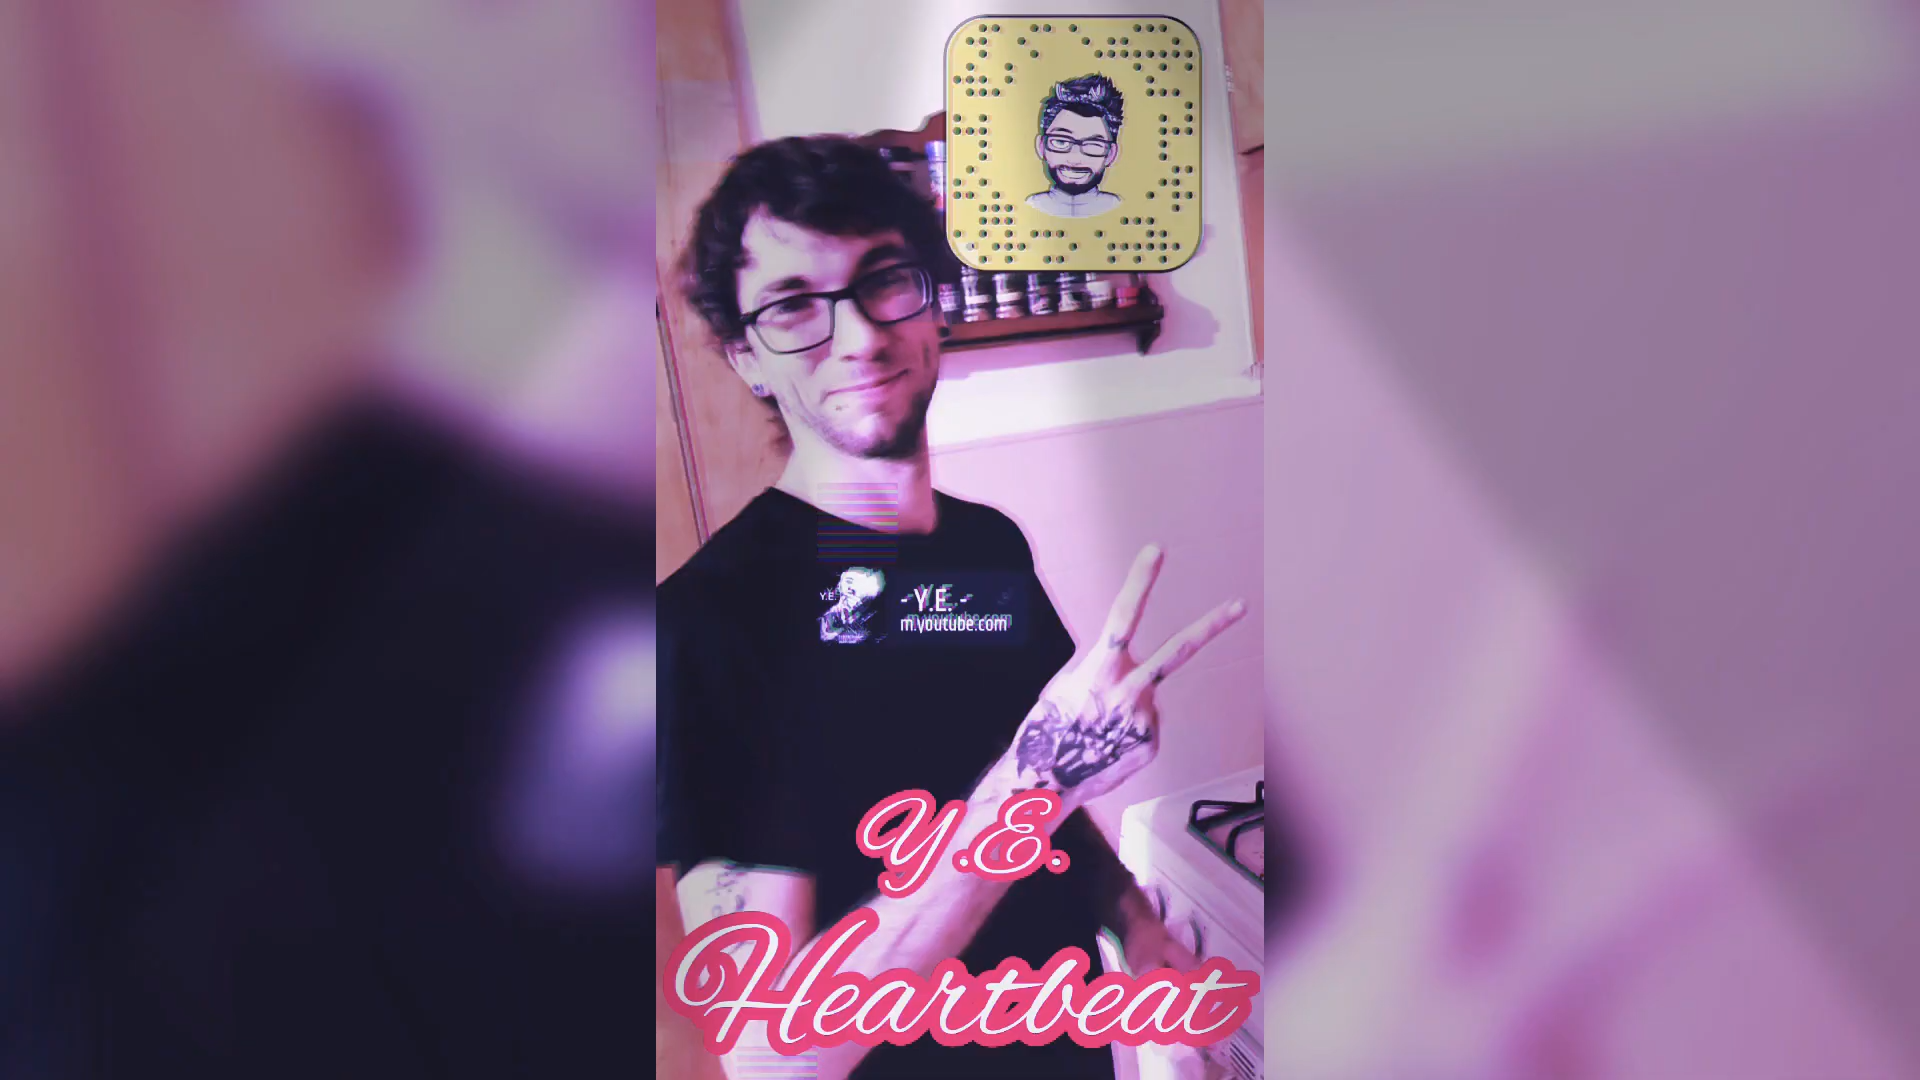 Y.E.
- Y.E. -
m.youtube.com
Y.E.
Heartbeat